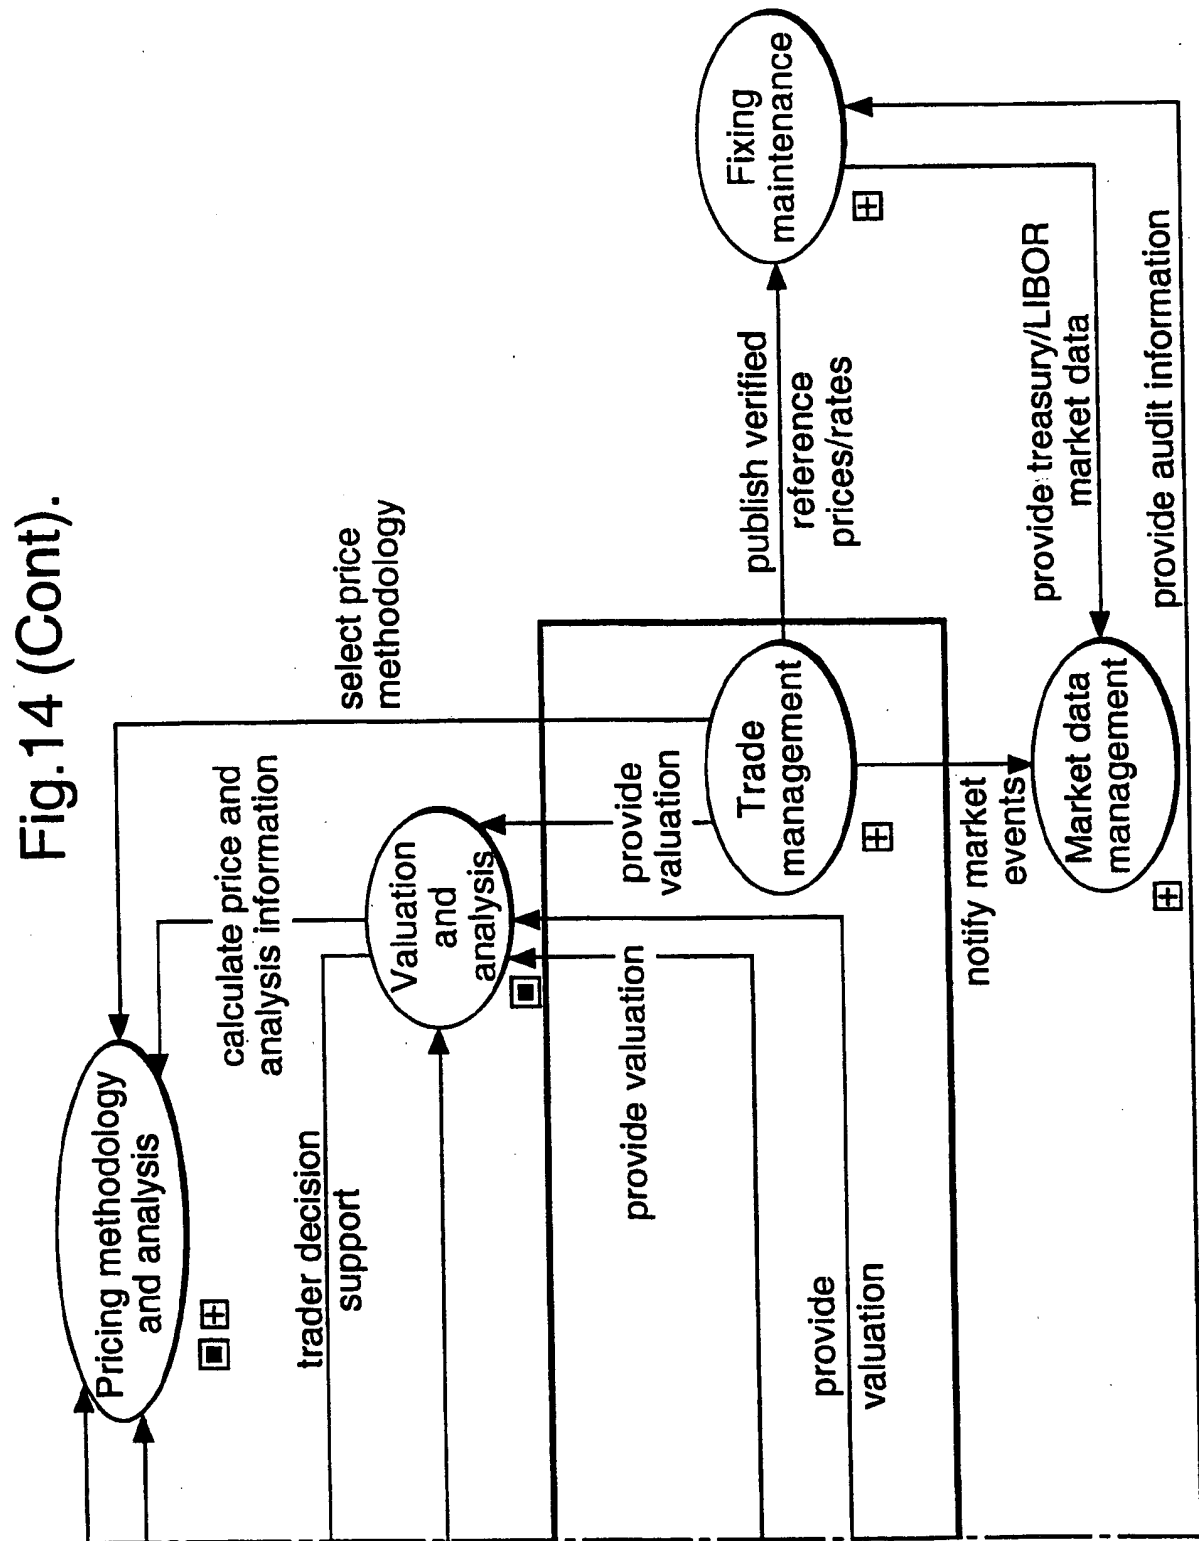 Fig.14 (Cont).
Pricing methodology
and analysis
calculate price and
analysis information
select price
methodology
trader decision
support
Valuation
and
analysis
provide valuation
provide
valuation
provide
valuation
Trade
management
publish verified
reference
prices/rates
Fixing
maintenance
notify market
events
Market data
management
provide treasury/LIBOR
market data
provide audit information